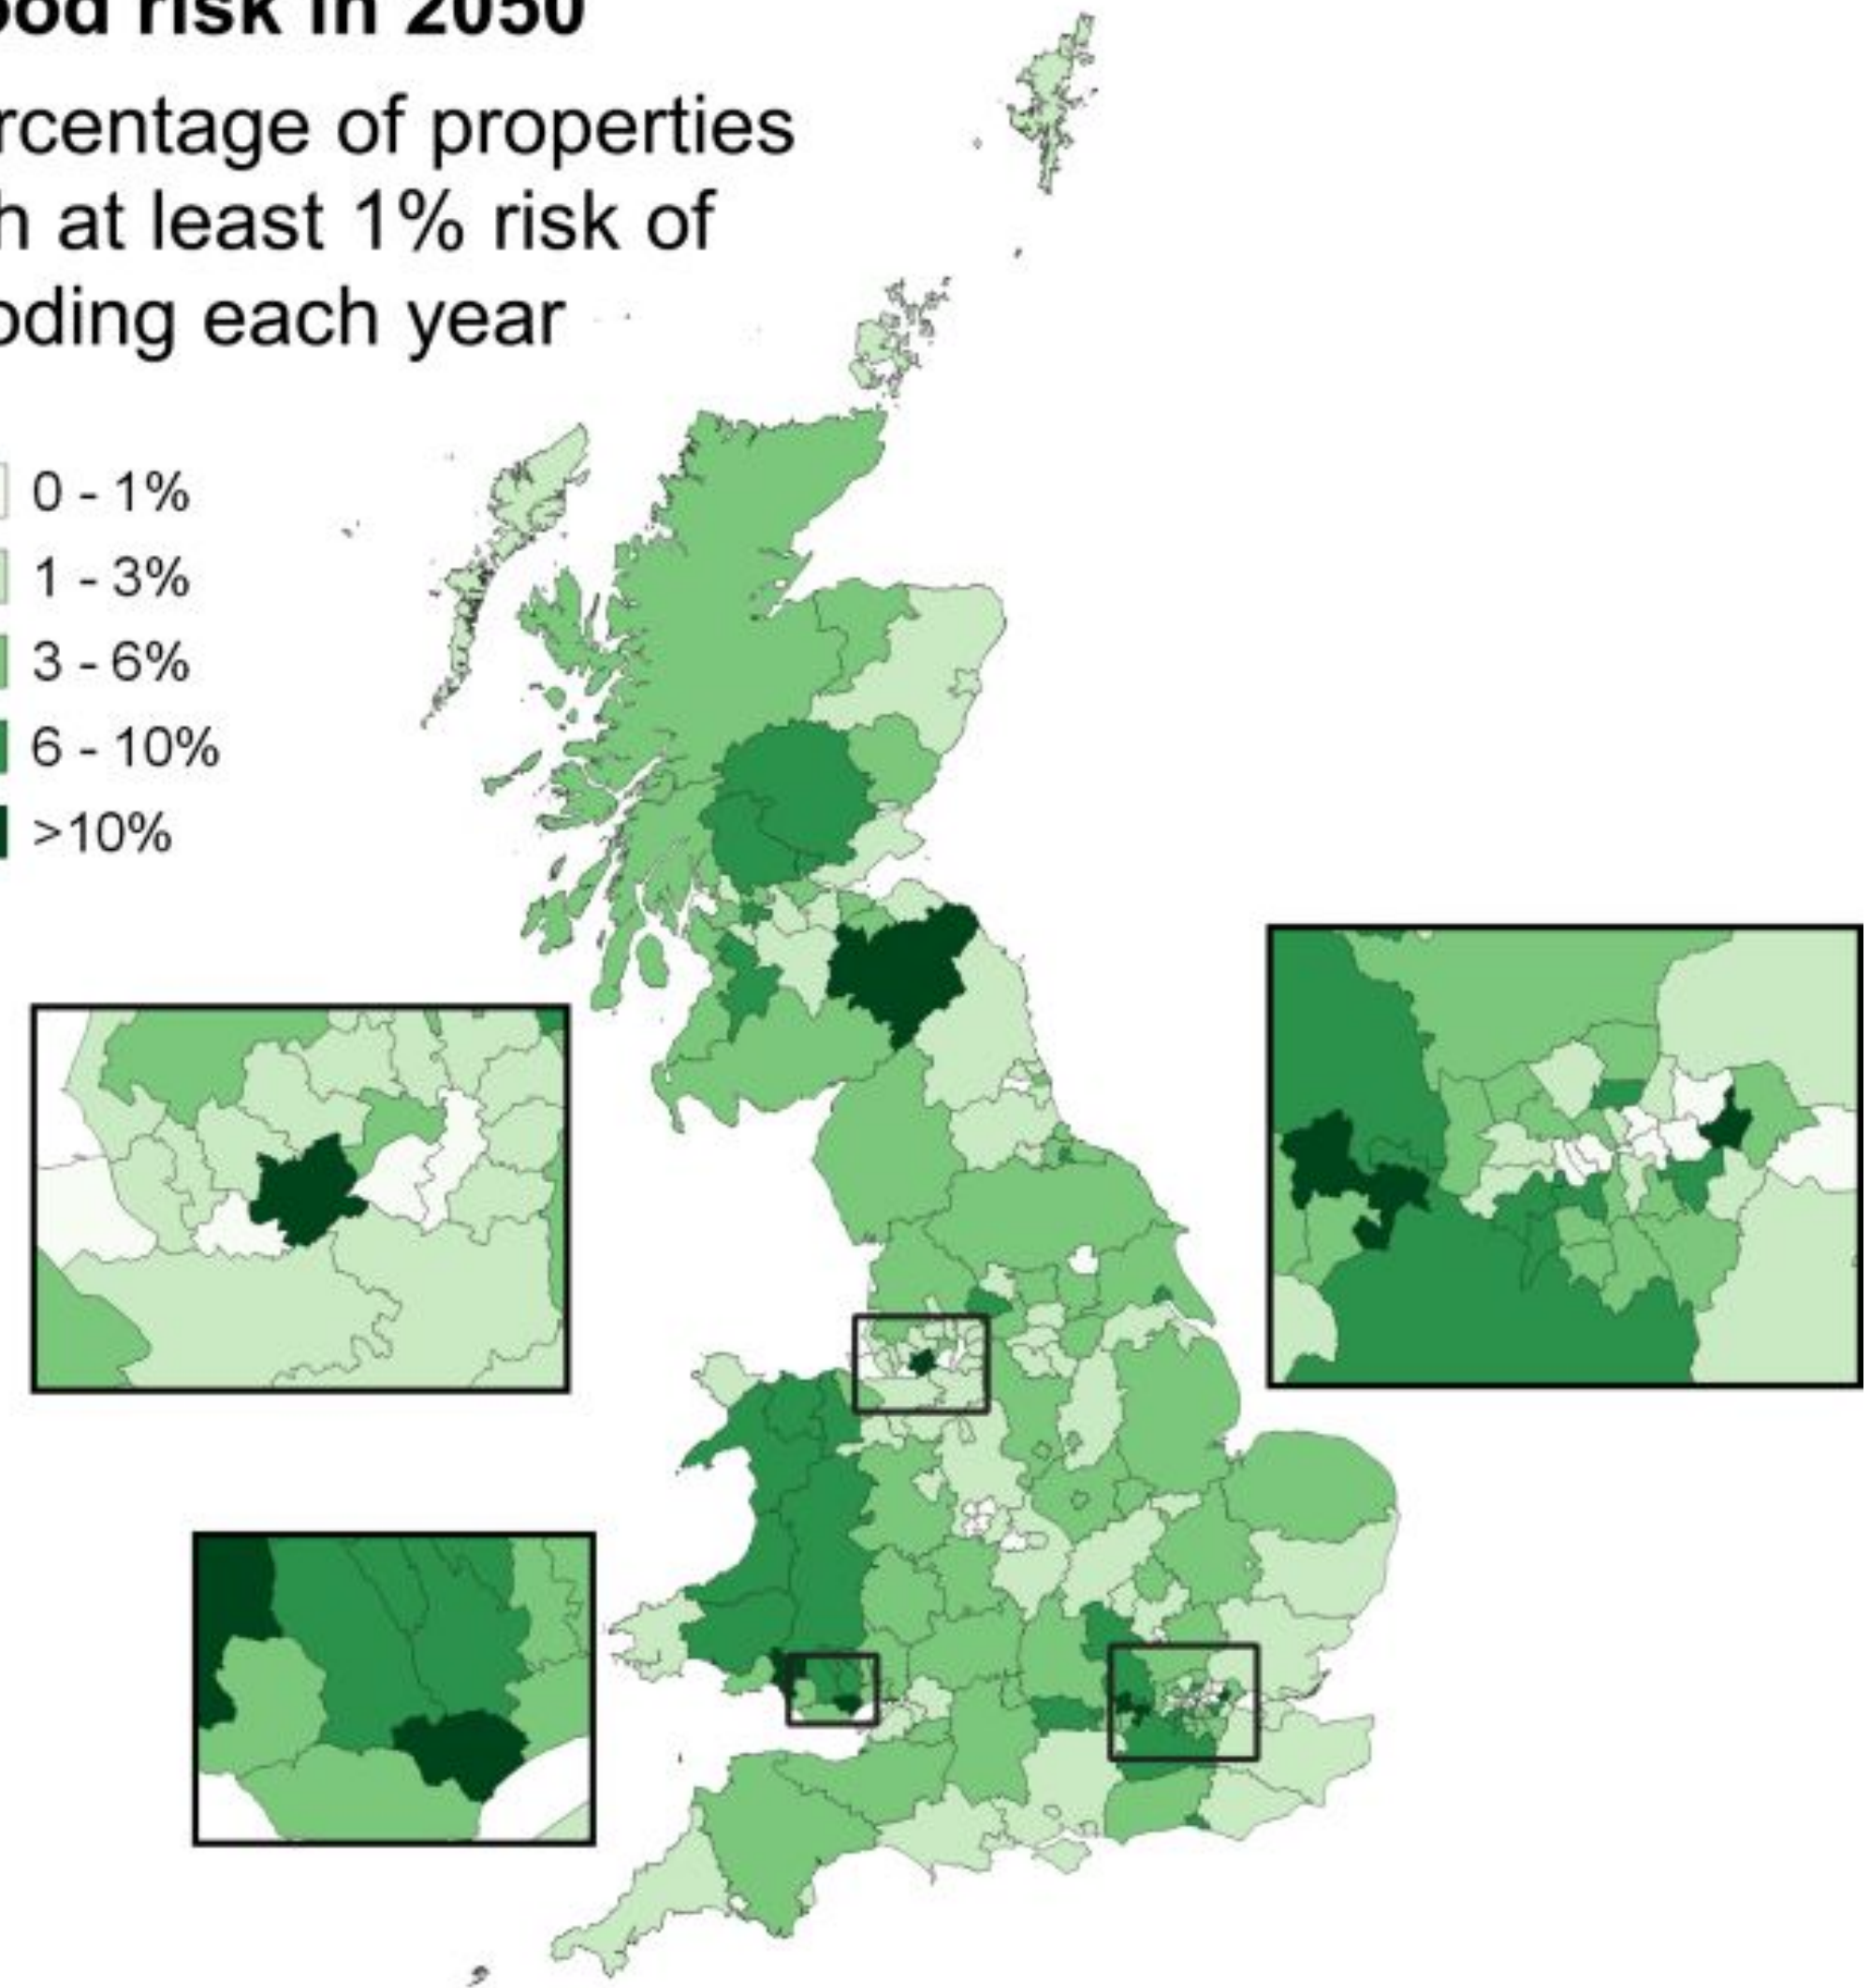 ood risk in 2050
rcentage of properties
h at least 1% risk of
oding each year
0 - 1%
1 - 3%
3 - 6%
6 - 10%
>10%